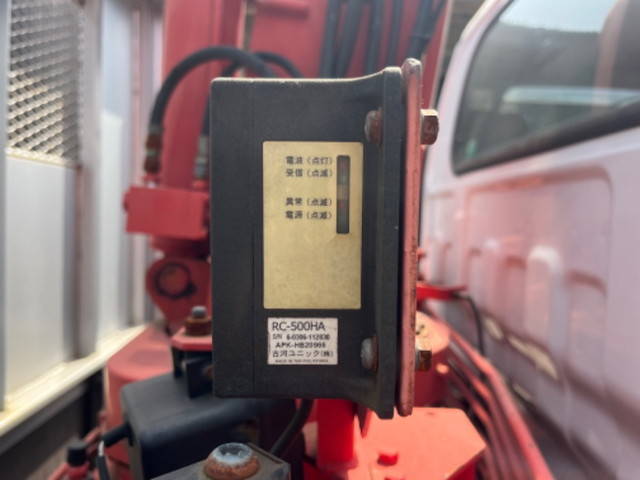 電波（点灯）
受信（点滅）
異常（点滅）
電源（点滅）
RC-500HA
S/N
古河ユニック(株)